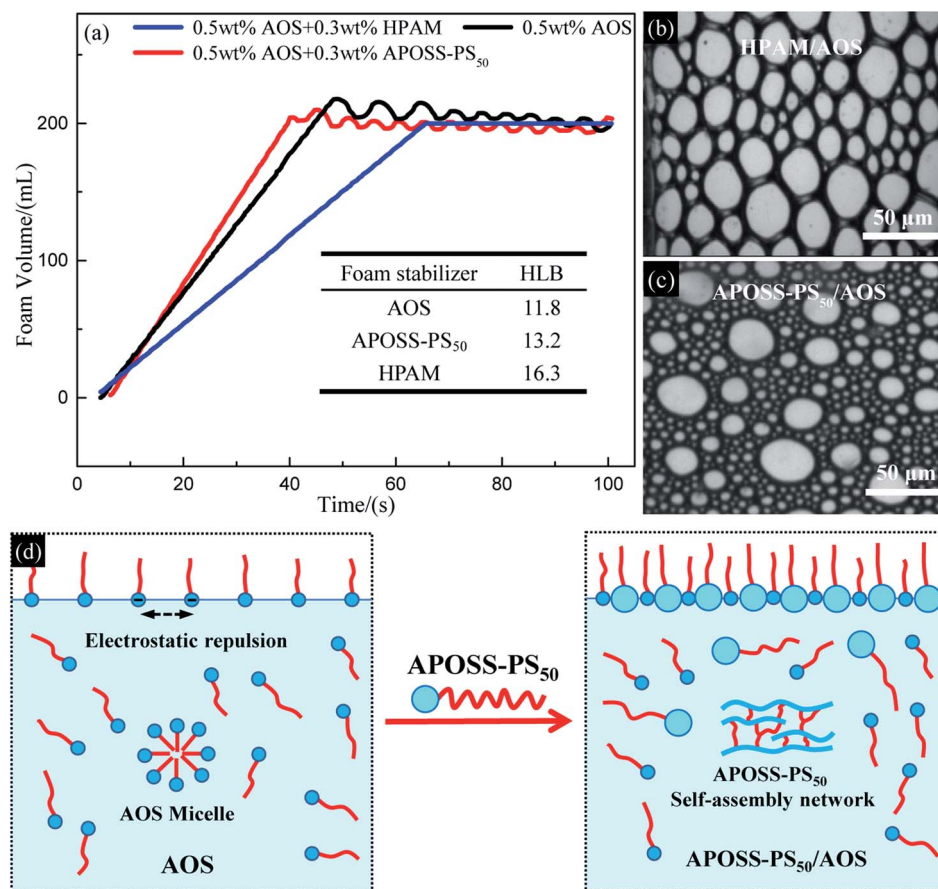 (a)
0.5wt% AOS+0.3wt% HPAM
0.5wt% AOS
0.5wt% AOS+0.3wt% APOSS-PS₅₀
Foam Volume/(mL)
200
100
0
Foam stabilizer HLB
AOS 11.8
APOSS-PS₅₀ 13.2
HPAM 16.3
0 20 40 60 80 100
Time/(s)
(b)
HPAM/AOS
50 μm
(c)
APOSS-PS₅₀/AOS
50 μm
(d)
Electrostatic repulsion
AOS Micelle
AOS
APOSS-PS₅₀
APOSS-PS₅₀
Self-assembly network
APOSS-PS₅₀/AOS